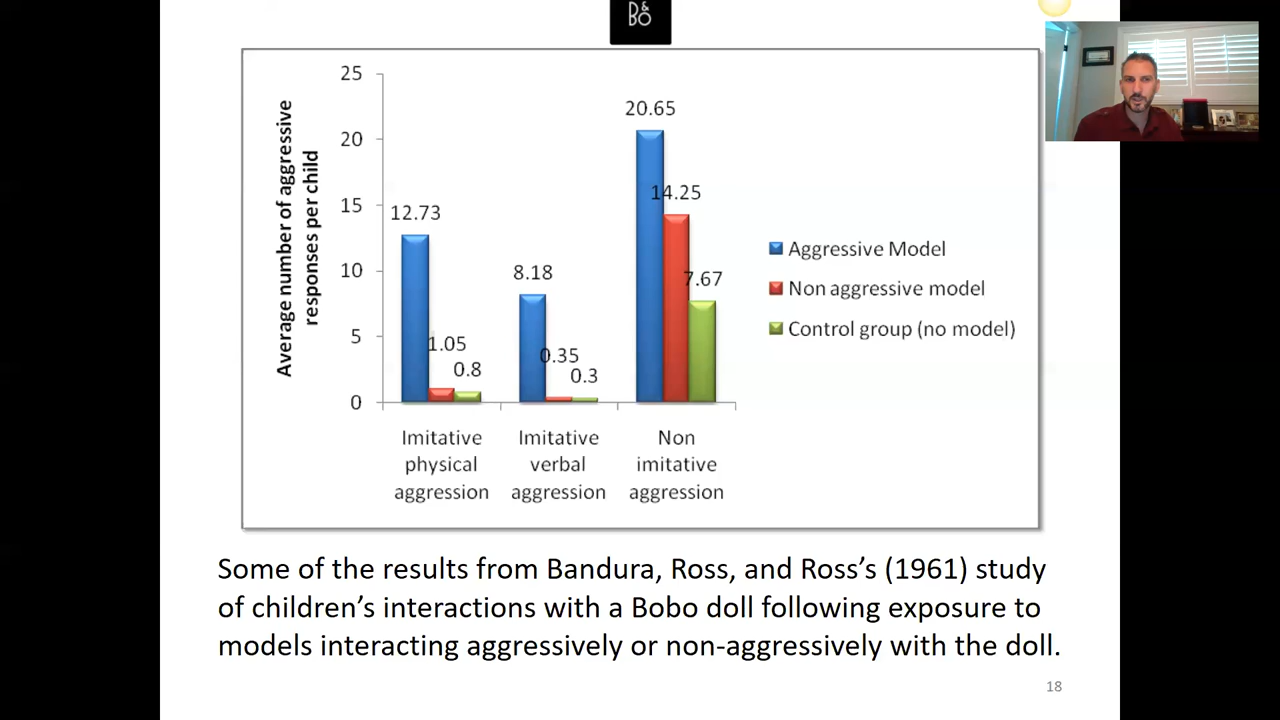 B&O
25
20
15
10
5
0
Average number of aggressive
responses per child
12.73
1.05
0.8
8.18
0.35
0.3
20.65
14.25
7.67
Imitative
physical
aggression
Imitative
verbal
aggression
Non
imitative
aggression
Aggressive Model
Non aggressive model
Control group (no model)
Some of the results from Bandura, Ross, and Ross’s (1961) study
of children’s interactions with a Bobo doll following exposure to
models interacting aggressively or non-aggressively with the doll.
18